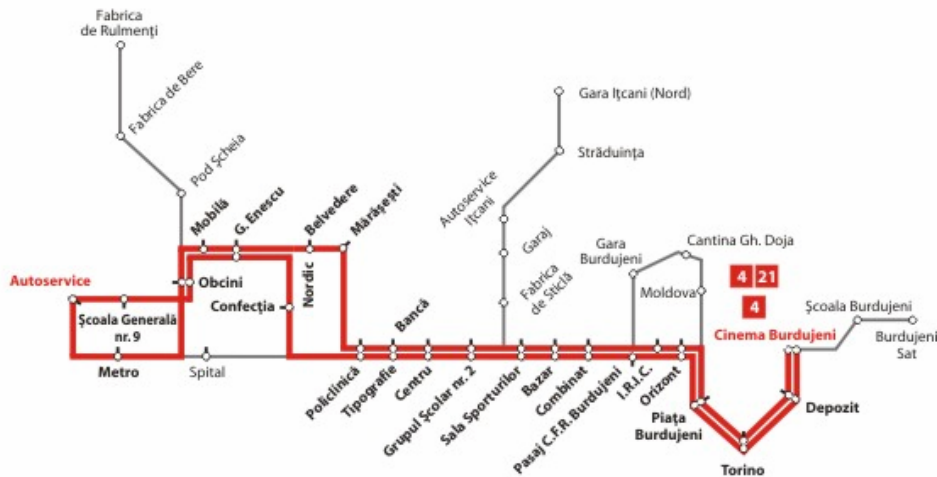 Fabrica
de Rulmenți
Fabrica de Bere
Pod Șcheia
Mobilă
G. Enescu
Belvedere
Mărășești
Nordic
Autoservice
Obcini
Școala Generală
nr. 9
Confecția
Metro
Spital
Policlinică
Tipografie
Bancă
Centru
Grupul Școlar nr. 2
Sala Sporturilor
Bazar
Combinat
Pasaj C.F.R. Burdujeni
I.R.I.C.
Orizont
Gara Ițcani (Nord)
Străduința
Autoservice
Ițcani
Garaj
Fabrica
de Sticlă
Gara
Burdujeni
Cantina Gh. Doja
Moldova
4 21
4
Cinema Burdujeni
Școala Burdujeni
Burdujeni
Sat
Piața
Burdujeni
Depozit
Torino